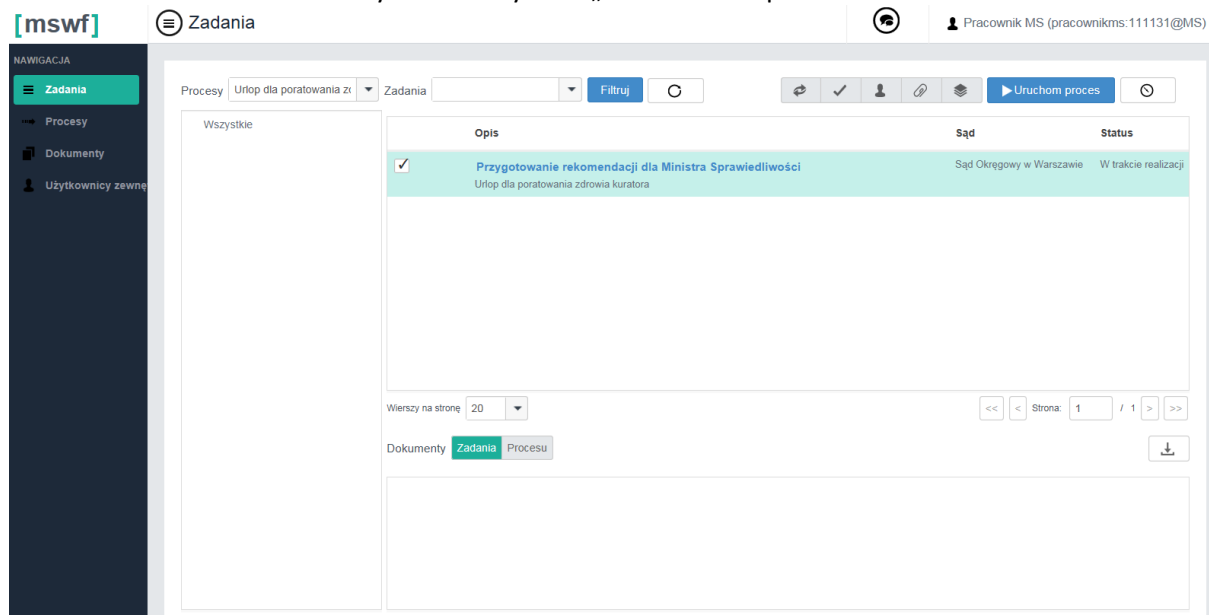 [mswf]
Zadania
Pracownik MS (pracownikms:111131@MS)
NAWIGACJA
Zadania
Procesy
Dokumenty
Użytkownicy zewnę
Procesy Urlop dla poratowania zd Zadania Filtruj Uruchom proces
Wszystkie
Opis Sąd Status
Przygotowanie rekomendacji dla Ministra Sprawiedliwości Sąd Okręgowy w Warszawie W trakcie realizacji
Urlop dla poratowania zdrowia kuratora
Wierszy na stronę 20 << < Strona: 1 / 1 > >>
Dokumenty Zadania Procesu